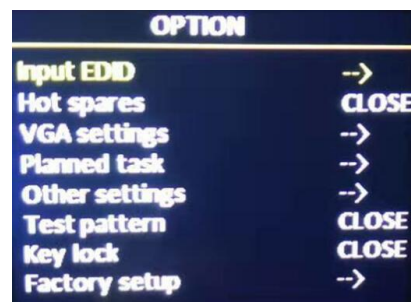 OPTION
Input EDID -->
Hot spares CLOSE
VGA settings -->
Planned task -->
Other settings -->
Test pattern CLOSE
Key lock CLOSE
Factory setup -->